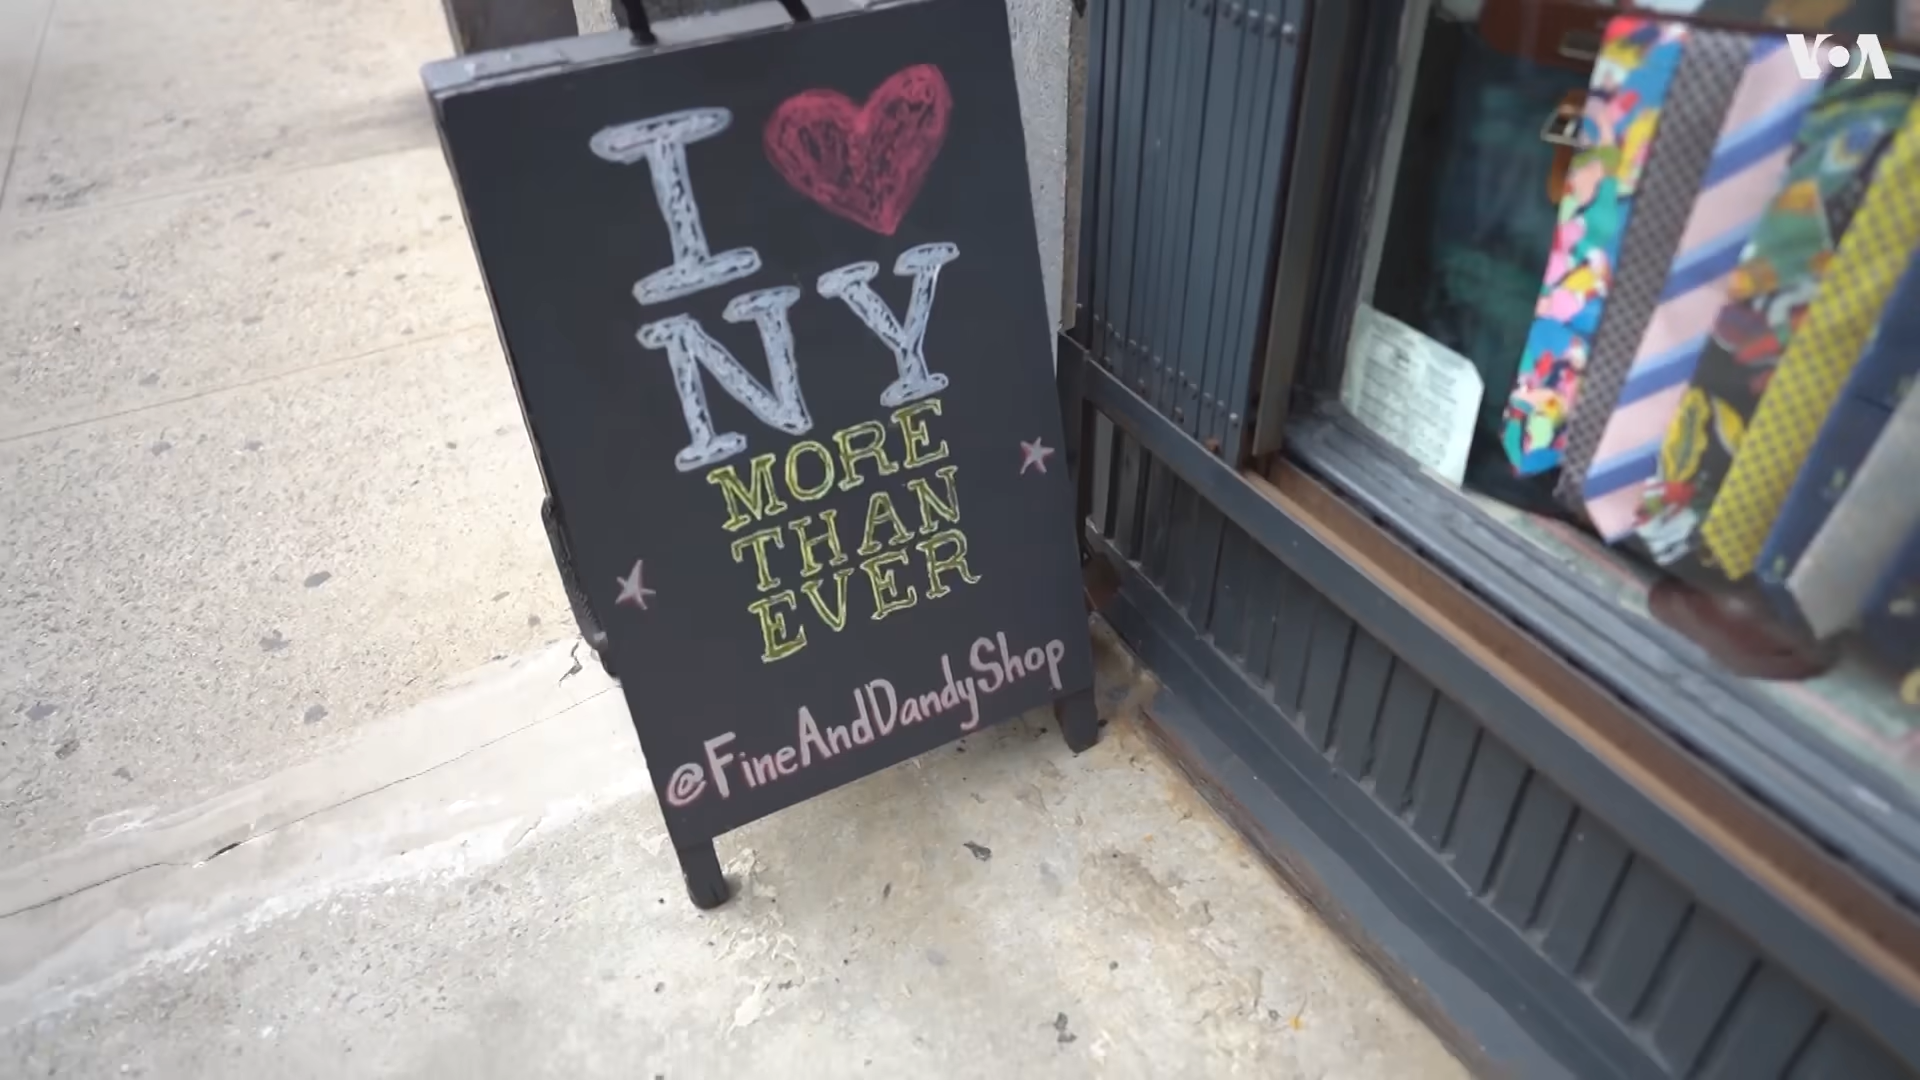 VOA
I ♥
NY
MORE
THAN
EVER
@FineAndDandyShop